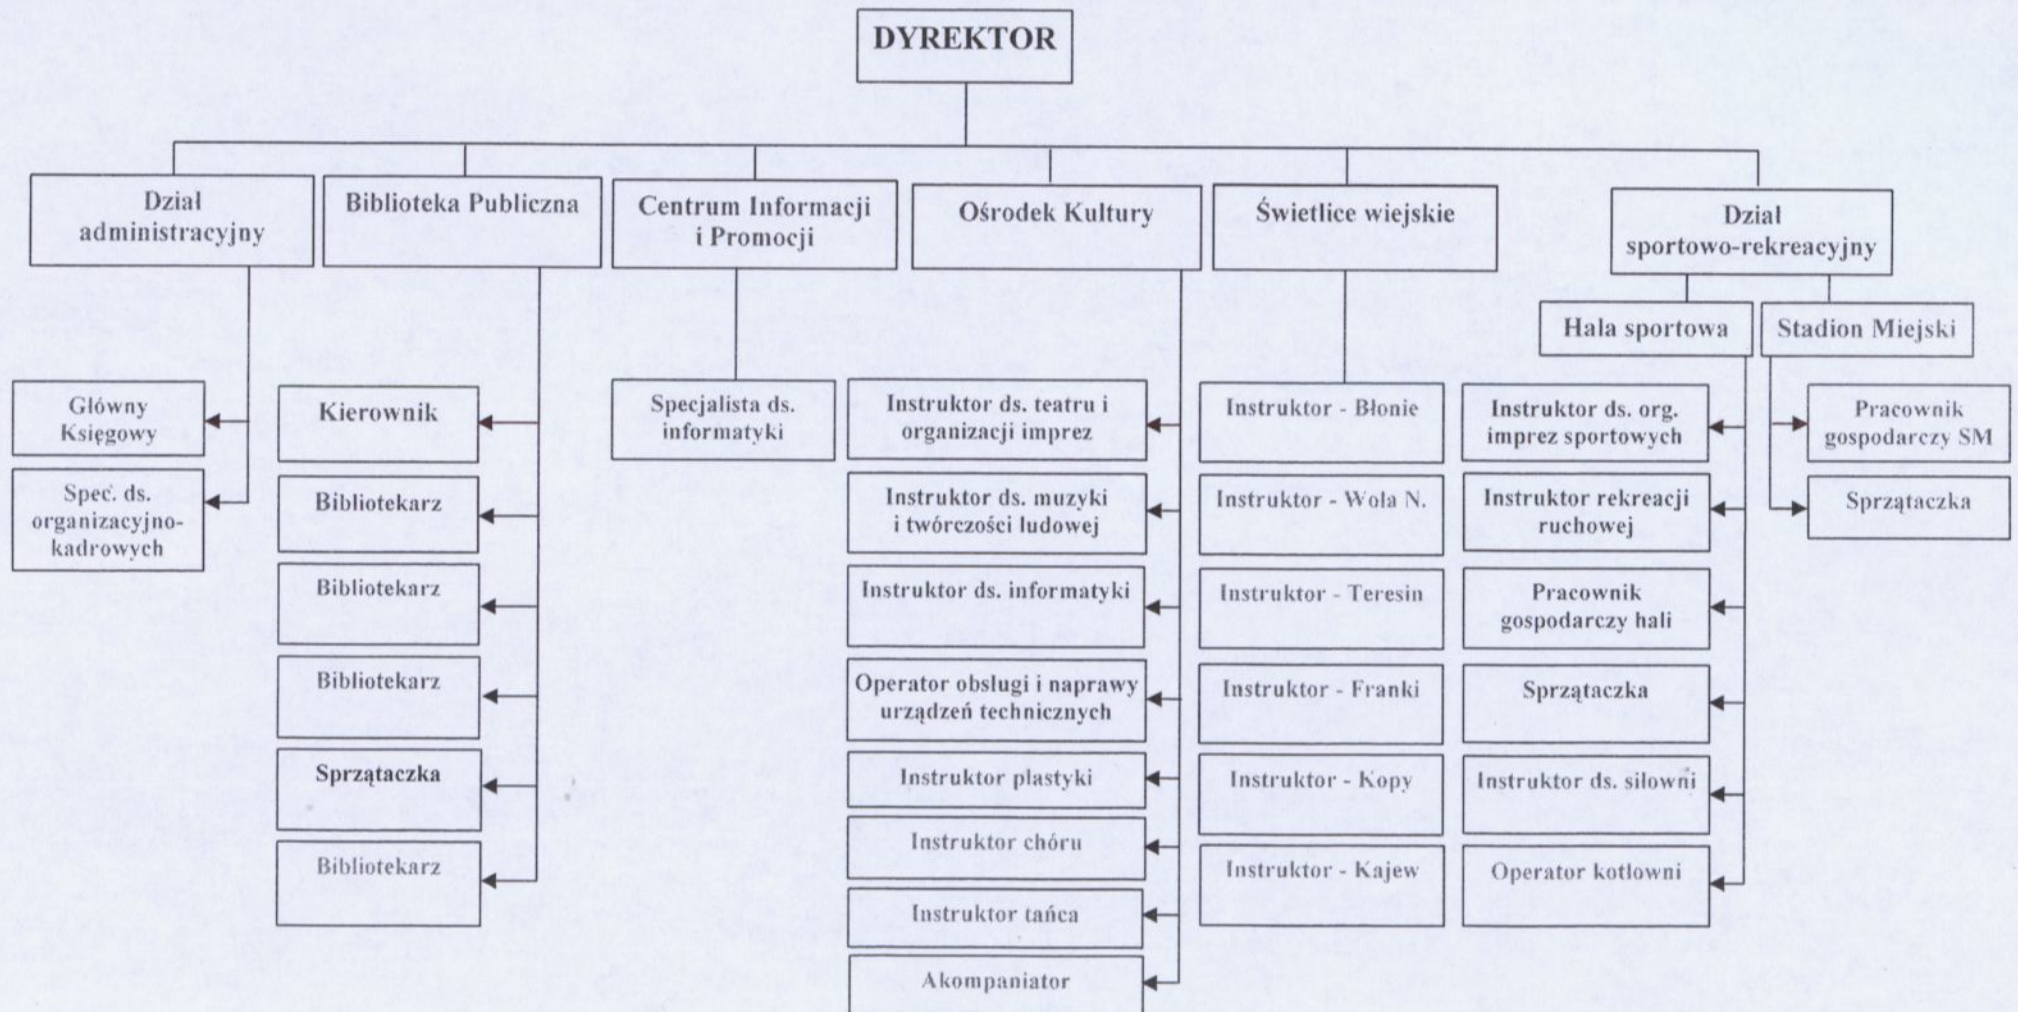 DYREKTOR
Dział
administracyjny
Biblioteka Publiczna
Centrum Informacji
i Promocji
Ośrodek Kultury
Świetlice wiejskie
Dział
sportowo-rekreacyjny
Hala sportowa
Stadion Miejski
Główny
Księgowy
Spec. ds.
organizacyjno-
kadrowych
Kierownik
Bibliotekarz
Bibliotekarz
Bibliotekarz
Sprzątaczka
Bibliotekarz
Specjalista ds.
informatyki
Instruktor ds. teatru i
organizacji imprez
Instruktor ds. muzyki
i twórczości ludowej
Instruktor ds. informatyki
Operator obsługi i naprawy
urządzeń technicznych
Instruktor plastyki
Instruktor chóru
Instruktor tańca
Akompaniator
Instruktor - Błonie
Instruktor - Wola N.
Instruktor - Teresin
Instruktor - Franki
Instruktor - Kopy
Instruktor - Kajew
Instruktor ds. org.
imprez sportowych
Instruktor rekreacji
ruchowej
Pracownik
gospodarczy hali
Sprzątaczka
Instruktor ds. siłowni
Operator kotłowni
Pracownik
gospodarczy SM
Sprzątaczka